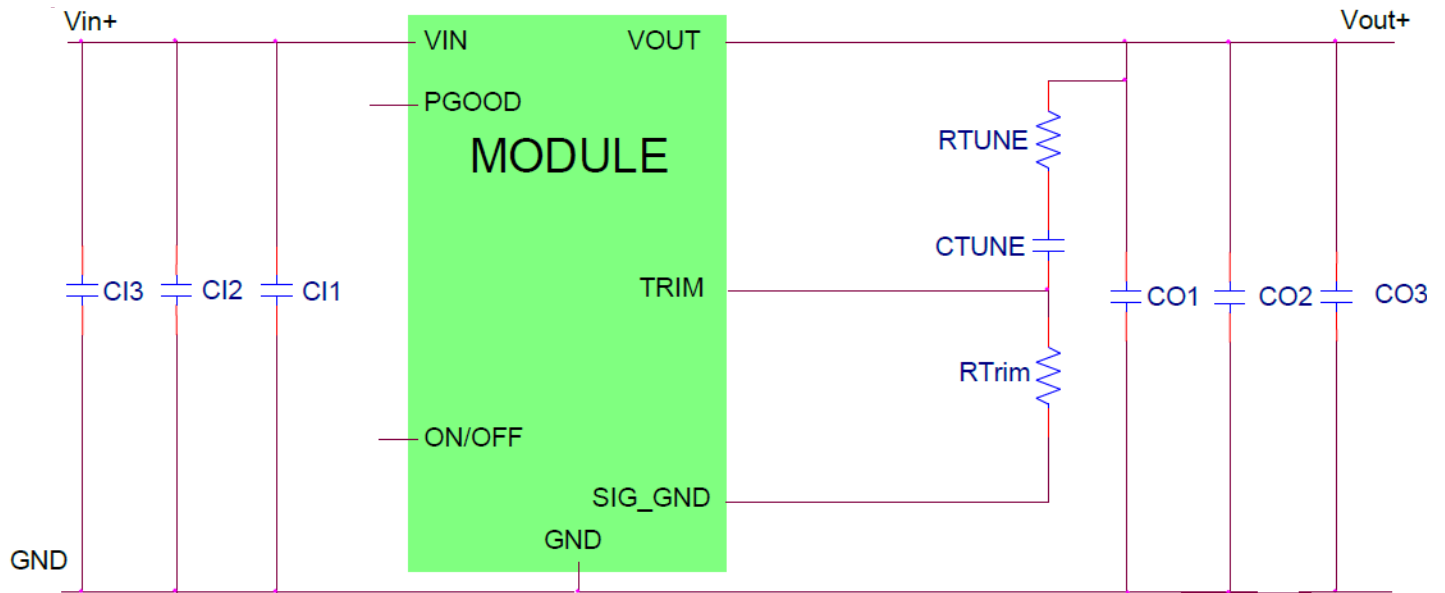 Vin+
Vout+
VIN
VOUT
PGOOD
MODULE
RTUNE
CTUNE
TRIM
CI3
CI2
CI1
CO1
CO2
CO3
RTrim
ON/OFF
SIG_GND
GND
GND